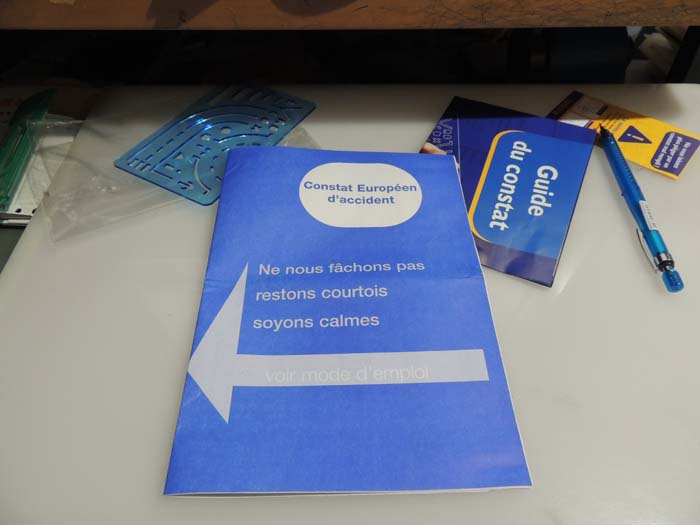 Constat Européen
d'accident
Ne nous fâchons pas
restons courtois
soyons calmes
voir mode d'emploi
Guide
du constat